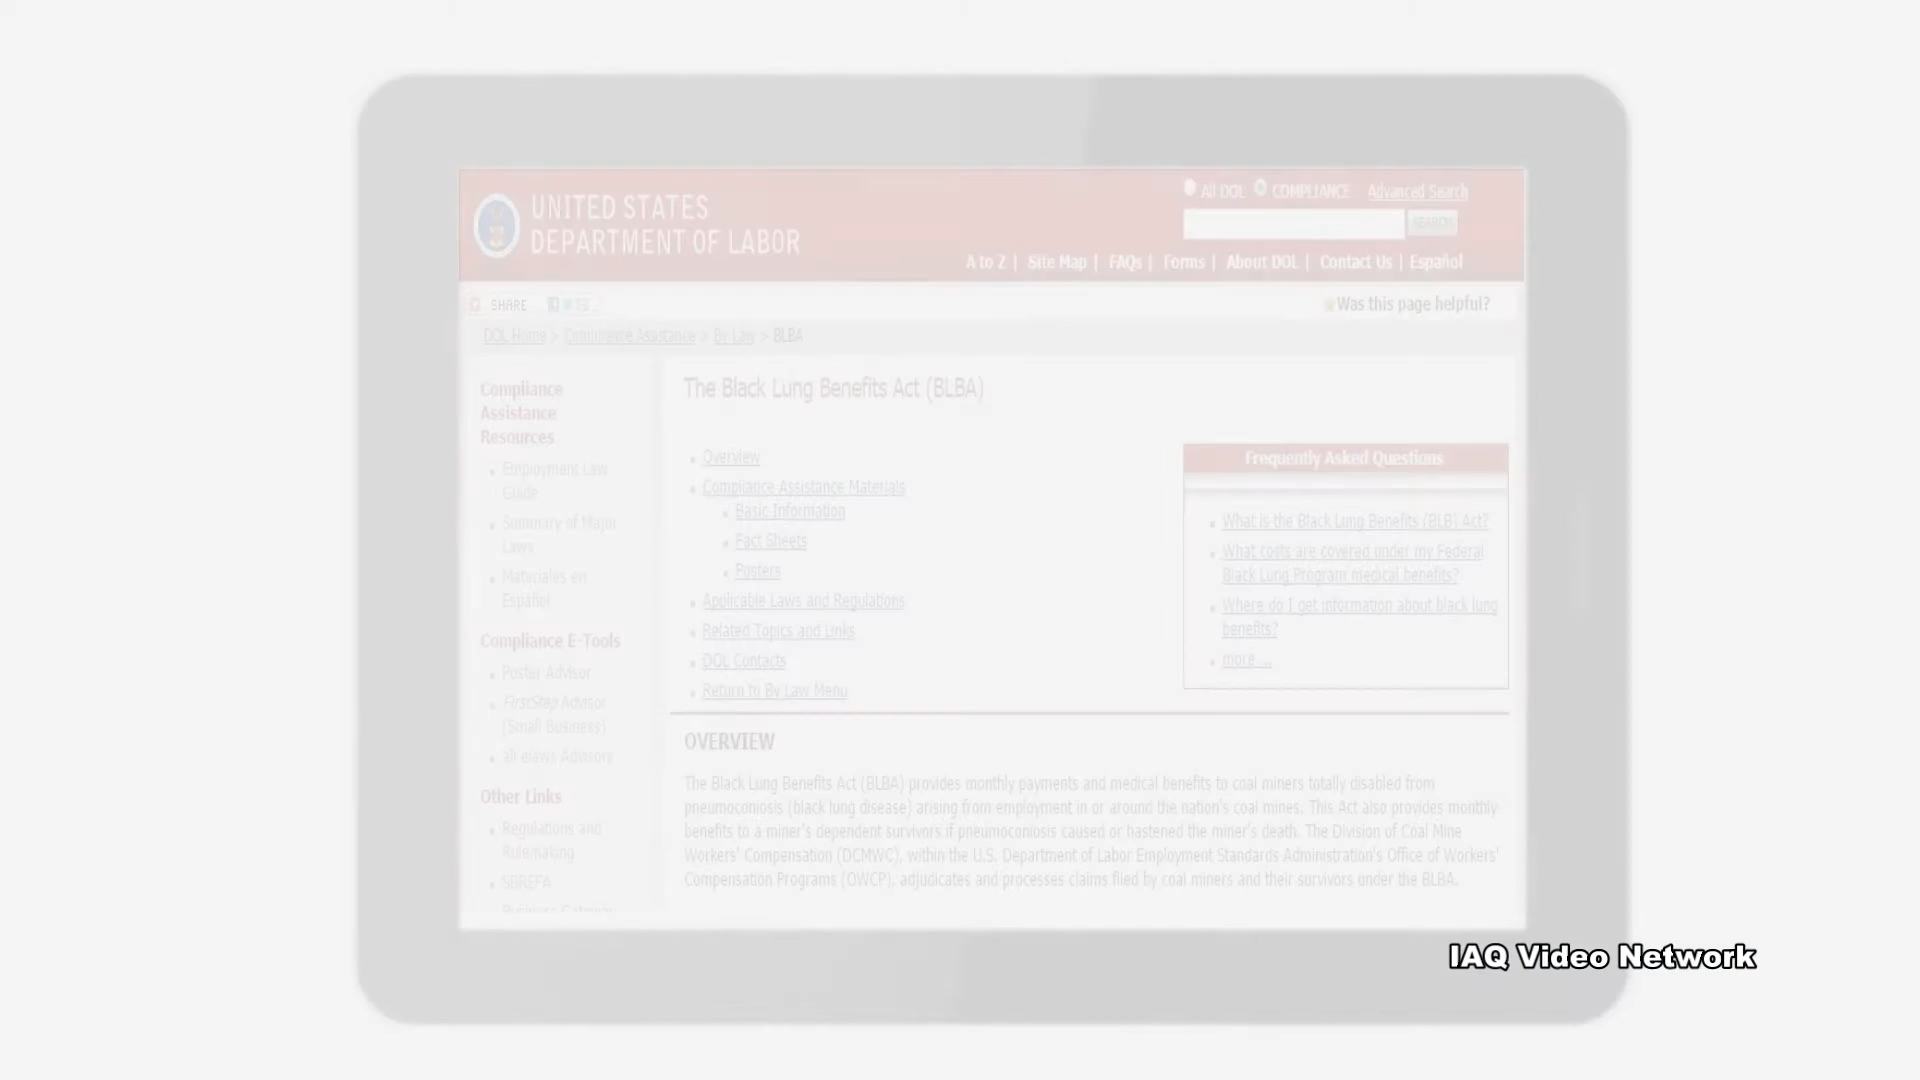 All DOL COMPLIANCE Advanced Search
UNITED STATES
DEPARTMENT OF LABOR
SEARCH
A to Z | Site Map | FAQs | Forms | About DOL | Contact Us | Español
SHARE
Was this page helpful?
DOL Home > Compliance Assistance > By Law > BLBA
Compliance
Assistance
Resources
Employment Law
Guide
Summary of Major
Laws
Materiales en
Español
Compliance E-Tools
Poster Advisor
FirstStep Advisor
(Small Business)
all elaws Advisors
Other Links
Regulations and
Rulemaking
SBREFA
The Black Lung Benefits Act (BLBA)
Overview
Compliance Assistance Materials
Basic Information
Fact Sheets
Posters
Applicable Laws and Regulations
Related Topics and Links
DOL Contacts
Return to By Law Menu
Frequently Asked Questions
What is the Black Lung Benefits (BLB) Act?
What costs are covered under my Federal
Black Lung Program medical benefits?
Where do I get information about black lung
benefits?
more ...
OVERVIEW
The Black Lung Benefits Act (BLBA) provides monthly payments and medical benefits to coal miners totally disabled from
pneumoconiosis (black lung disease) arising from employment in or around the nation's coal mines. This Act also provides monthly
benefits to a miner's dependent survivors if pneumoconiosis caused or hastened the miner's death. The Division of Coal Mine
Workers' Compensation (DCMWC), within the U.S. Department of Labor Employment Standards Administration's Office of Workers'
Compensation Programs (OWCP), adjudicates and processes claims filed by coal miners and their survivors under the BLBA.
IAQ Video Network